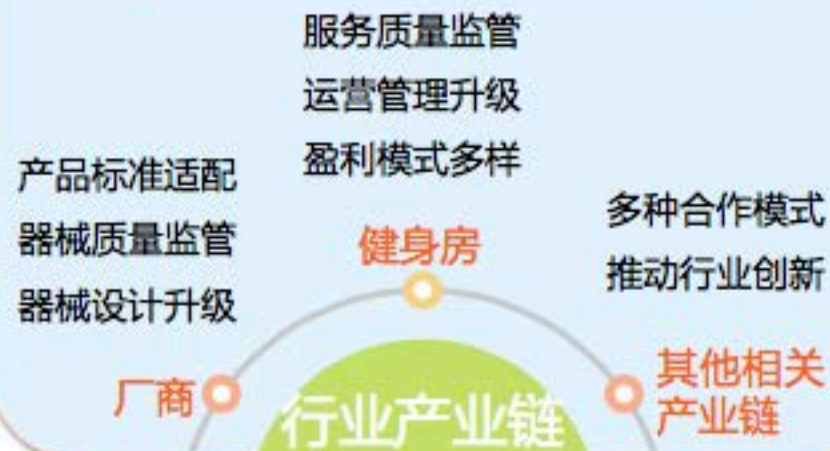 服务质量监管
运营管理升级
盈利模式多样
健身房
产品标准适配
器械质量监管
器械设计升级
厂商
多种合作模式
推动行业创新
其他相关
产业链
行业产业链